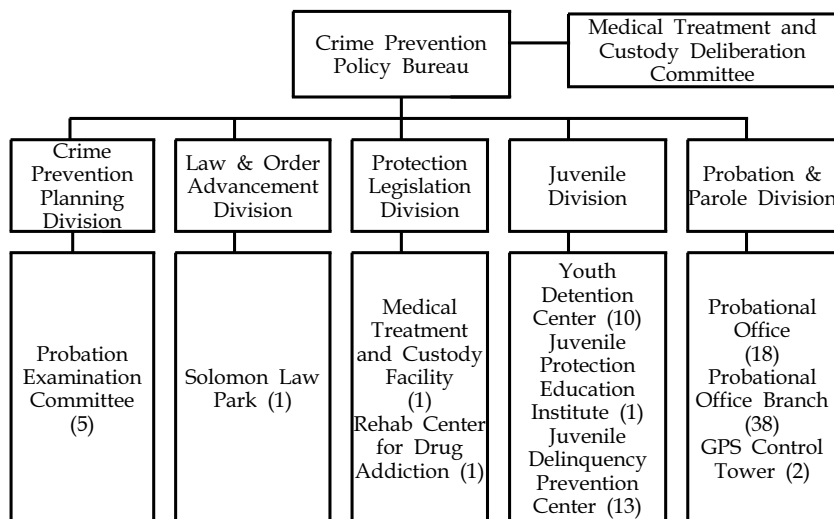 Crime Prevention
Policy Bureau
Medical Treatment and
Custody Deliberation
Committee
Crime
Prevention
Planning
Division
Law & Order
Advancement
Division
Protection
Legislation
Division
Juvenile
Division
Probation &
Parole Division
Probation
Examination
Committee
(5)
Solomon Law
Park (1)
Medical
Treatment
and Custody
Facility
(1)
Rehab Center
for Drug
Addiction (1)
Youth
Detention
Center (10)
Juvenile
Protection
Education
Institute (1)
Juvenile
Delinquency
Prevention
Center (13)
Probational
Office
(18)
Probational
Office Branch
(38)
GPS Control
Tower (2)